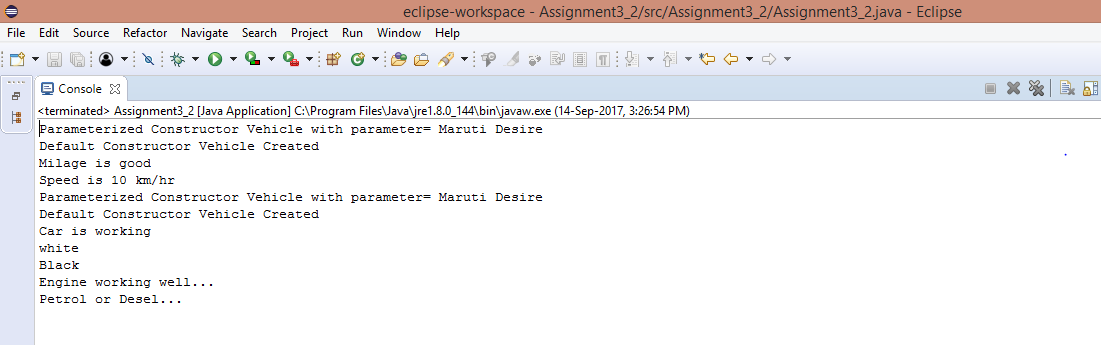 eclipse-workspace - Assignment3_2/src/Assignment3_2/Assignment3_2.java - Eclipse
File Edit Source Refactor Navigate Search Project Run Window Help
Console
<terminated> Assignment3_2 [Java Application] C:\Program Files\Java\jre1.8.0_144\bin\javaw.exe (14-Sep-2017, 3:26:54 PM)
Parameterized Constructor Vehicle with parameter= Maruti Desire
Default Constructor Vehicle Created
Milage is good
Speed is 10 km/hr
Parameterized Constructor Vehicle with parameter= Maruti Desire
Default Constructor Vehicle Created
Car is working
white
Black
Engine working well...
Petrol or Desel...